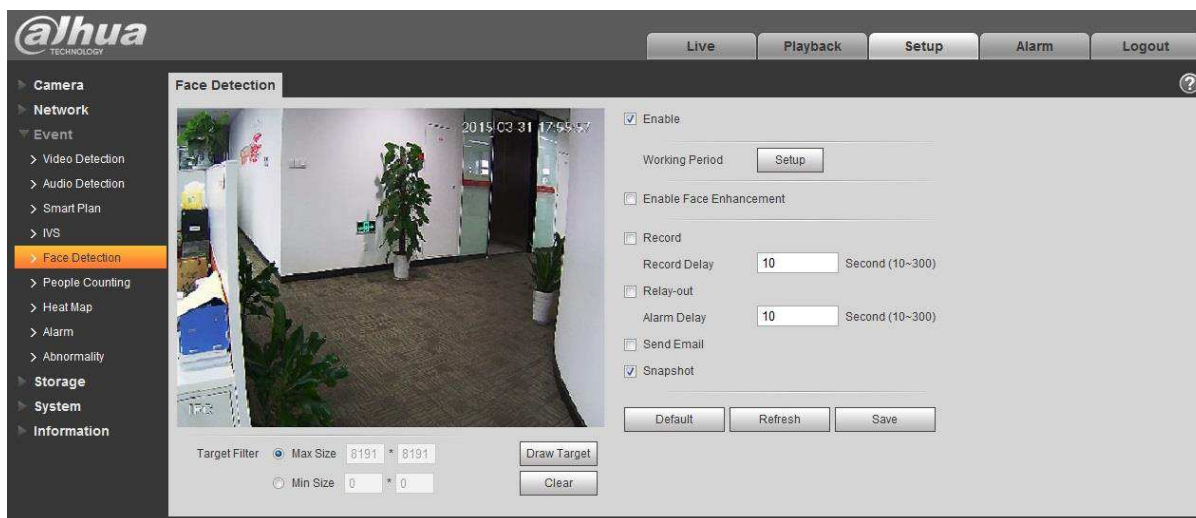 alhua
TECHNOLOGY
Live
Playback
Setup
Alarm
Logout
?
Camera
Network
Event
Video Detection
Audio Detection
Smart Plan
IVS
Face Detection
People Counting
Heat Map
Alarm
Abnormality
Storage
System
Information
Face Detection
2015-03-31 17:55:57
IPC
Target Filter Max Size 8191 * 8191 Draw Target
Min Size 0 * 0 Clear
Enable
Working Period Setup
Enable Face Enhancement
Record
Record Delay 10 Second (10~300)
Relay-out
Alarm Delay 10 Second (10~300)
Send Email
Snapshot
Default Refresh Save